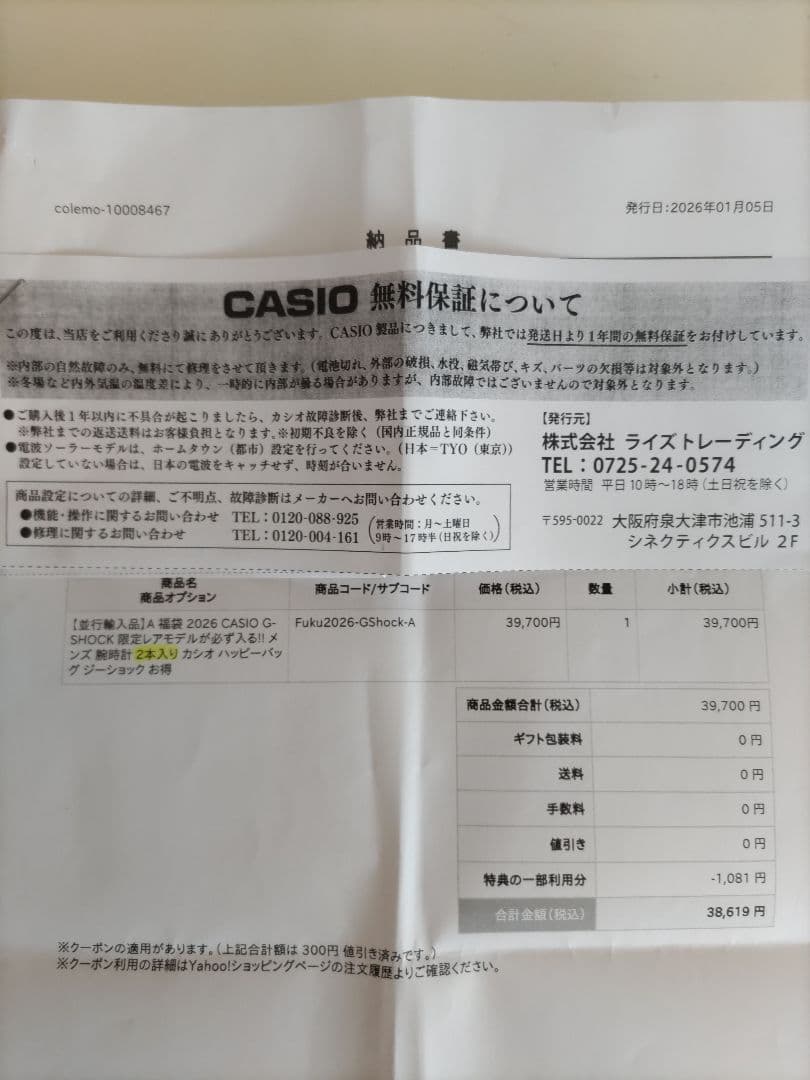 colemo-10008467
発行日:2026年01月05日
納品書
CASIO 無料保証について
この度は、当店をご利用くださり誠にありがとうございます。CASIO製品につきまして、弊社では発送日より1年間の無料保証をお付けしています。
※内部の自然故障のみ、無料にて修理をさせて頂きます。(電池切れ、外部の破損、水没、磁気帯び、キズ、パーツの欠損等は対象外となります。)
※冬場など内外気温の温度差により、一時的に内部が曇る場合がありますが、内部故障ではございませんので対象外となります。
●ご購入後1年以内に不具合が起こりましたら、カシオ故障診断後、弊社までご連絡下さい。
※弊社までの返送送料はお客様負担となります。※初期不良を除く(国内正規品と同条件)
●電波ソーラーモデルは、ホームタウン(都市)設定を行ってください。(日本=TYO(東京))
設定していない場合は、日本の電波をキャッチせず、時刻が合いません。
商品設定についての詳細、ご不明点、故障診断はメーカーへお問い合わせください。
●機能・操作に関するお問い合わせ TEL:0120-088-925
●修理に関するお問い合わせ TEL:0120-004-161
(営業時間:月〜土曜日
9時〜17時半(日祝を除く))
【発行元】
株式会社 ライズトレーディング
TEL:0725-24-0574
営業時間 平日10時〜18時(土日祝を除く)
〒595-0022 大阪府泉大津市池浦511-3
シネクティクスビル 2F
商品名
商品オプション
商品コード/サブコード
価格(税込)
数量
小計(税込)
【並行輸入品】A 福袋 2026 CASIO G-
SHOCK 限定レアモデルが必ず入る!! メ
ンズ 腕時計 2本入り カシオ ハッピーバッ
グ ジーショック お得
Fuku2026-GShock-A
39,700円
1
39,700円
商品金額合計(税込) 39,700 円
ギフト包装料 0 円
送料 0 円
手数料 0 円
値引き 0 円
特典の一部利用分 -1,081 円
合計金額(税込) 38,619 円
※クーポンの適用があります。(上記合計額は 300円 値引き済みです。)
※クーポン利用の詳細はYahoo!ショッピングページの注文履歴よりご確認ください。